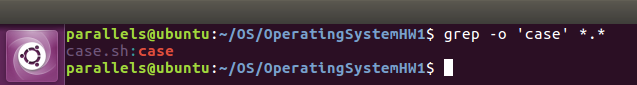 parallels@ubuntu:~/OS/OperatingSystemHW1$ grep -o 'case' *.*
case.sh:case
parallels@ubuntu:~/OS/OperatingSystemHW1$